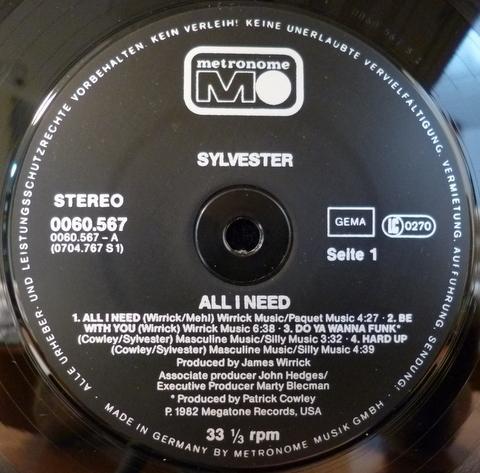 ALLE URHEBER- UND LEISTUNGSSCHUTZRECHTE VORBEHALTEN. KEIN VERLEIH! KEINE UNERLAUBTE VERVIELFÄLTIGUNG, VERMIETUNG, AUFFÜHRUNG, SENDUNG!
metronome
MO
SYLVESTER
STEREO
0060.567
0060.567 – A
(0704.767 S 1)
GEMA
LC 0270
Seite 1
ALL I NEED
1. ALL I NEED (Wirrick/Mehl) Wirrick Music/Paquet Music 4:27 · 2. BE
WITH YOU (Wirrick) Wirrick Music 6:38 · 3. DO YA WANNA FUNK*
(Cowley/Sylvester) Masculine Music/Silly Music 3:32 · 4. HARD UP
(Cowley/Sylvester) Masculine Music/Silly Music 4:39
Produced by James Wirrick
Associate producer John Hedges/
Executive Producer Marty Blecman
* Produced by Patrick Cowley
P. 1982 Megatone Records, USA
33 ⅓ rpm
· MADE IN GERMANY BY METRONOME MUSIK GMBH ·